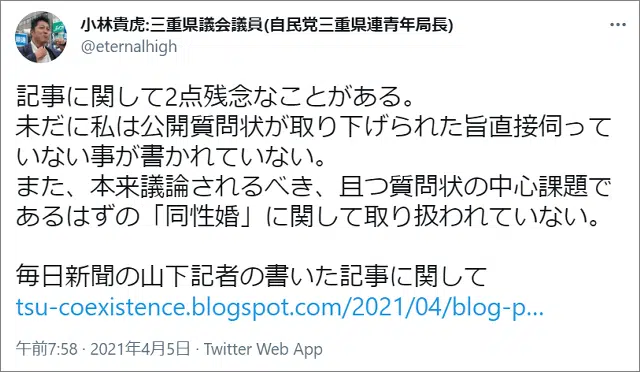 小林貴虎:三重県議会議員(自民党三重県連青年局長)
@eternalhigh
記事に関して2点残念なことがある。
未だに私は公開質問状が取り下げられた旨直接伺って
いない事が書かれていない。
また、本来議論されるべき、且つ質問状の中心課題で
あるはずの「同性婚」に関して取り扱われていない。
毎日新聞の山下記者の書いた記事に関して
tsu-coexistence.blogspot.com/2021/04/blog-p...
午前7:58 · 2021年4月5日 · Twitter Web App